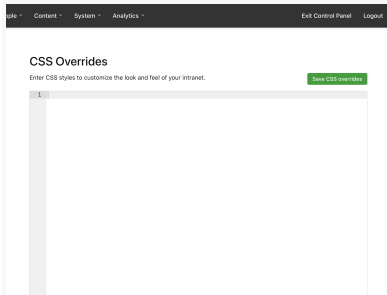 Content System Analytics Exit Control Panel Logout
CSS Overrides
Enter CSS styles to customize the look and feel of your intranet.
Save CSS overrides
1